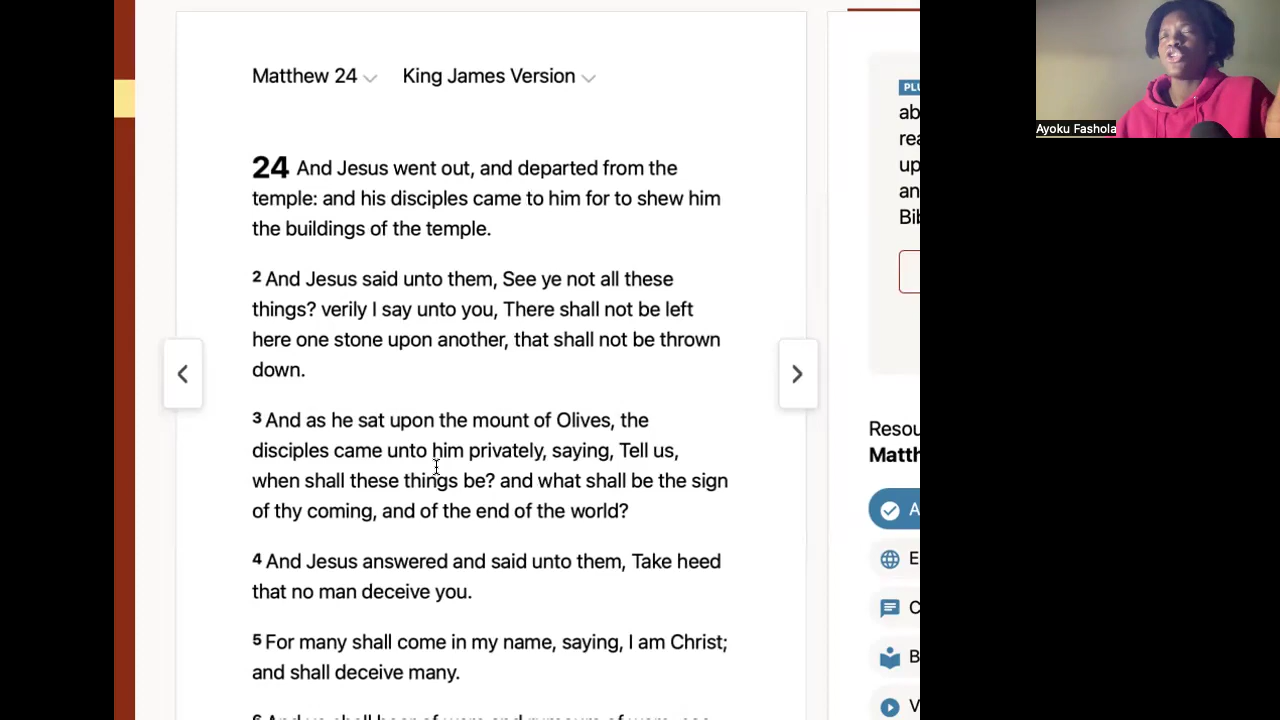 Matthew 24 King James Version
24 And Jesus went out, and departed from the
temple: and his disciples came to him for to shew him
the buildings of the temple.
2 And Jesus said unto them, See ye not all these
things? verily I say unto you, There shall not be left
here one stone upon another, that shall not be thrown
down.
3 And as he sat upon the mount of Olives, the
disciples came unto him privately, saying, Tell us,
when shall these things be? and what shall be the sign
of thy coming, and of the end of the world?
4 And Jesus answered and said unto them, Take heed
that no man deceive you.
5 For many shall come in my name, saying, I am Christ;
and shall deceive many.
PLU
ab
rea
up
an
Bib
Resou
Matth
A
E
C
B
V
Ayoku Fashola